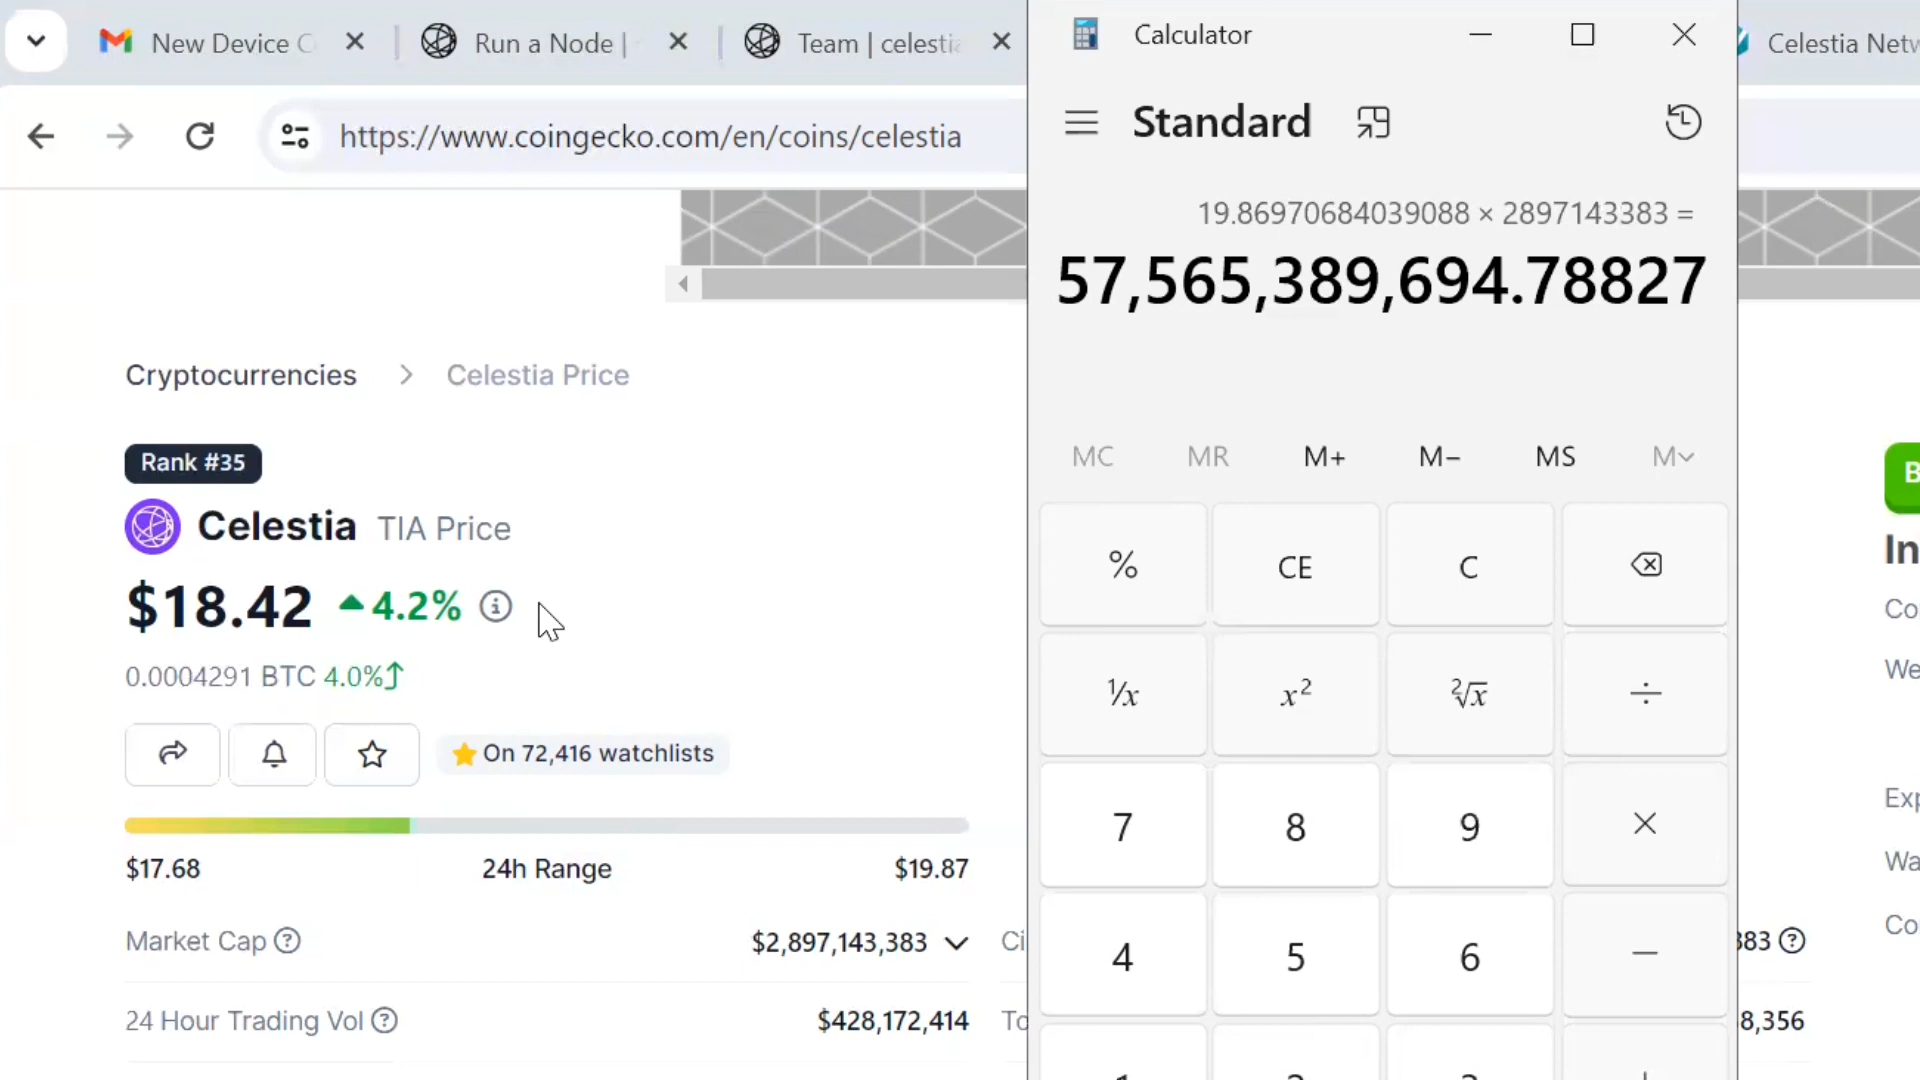 New Device C
Run a Node |
Team | celestia
Celestia Netw
https://www.coingecko.com/en/coins/celestia
Calculator
Standard
19.86970684039088 × 2897143383 =
57,565,389,694.78827
MC MR M+ M− MS M
% CE C
¹/x x² ²√x ÷
7 8 9 ×
4 5 6 −
Cryptocurrencies > Celestia Price
Rank #35
Celestia TIA Price
$18.42 4.2%
0.0004291 BTC 4.0%
On 72,416 watchlists
$17.68 24h Range $19.87
Market Cap $2,897,143,383
24 Hour Trading Vol $428,172,414
Ci
To
383
8,356
B
In
Co
We
Exp
Wa
Co